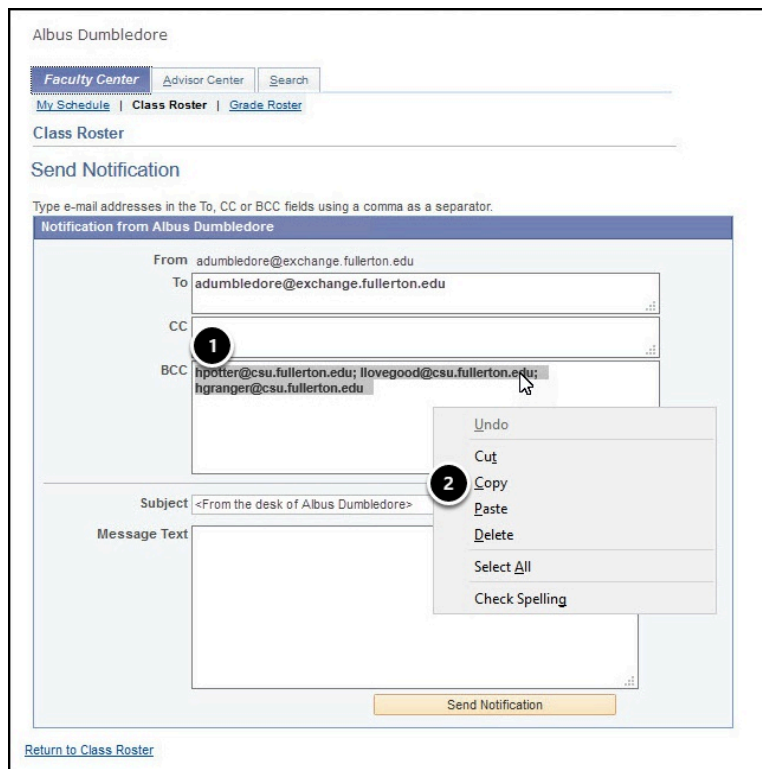 Albus Dumbledore
Faculty Center Advisor Center Search
My Schedule | Class Roster | Grade Roster
Class Roster
Send Notification
Type e-mail addresses in the To, CC or BCC fields using a comma as a separator.
Notification from Albus Dumbledore
From adumbledore@exchange.fullerton.edu
To adumbledore@exchange.fullerton.edu
CC
1
BCC hpotter@csu.fullerton.edu; llovegood@csu.fullerton.edu;
hgranger@csu.fullerton.edu
Undo
Cut
2 Copy
Paste
Delete
Select All
Check Spelling
Subject <From the desk of Albus Dumbledore>
Message Text
Send Notification
Return to Class Roster